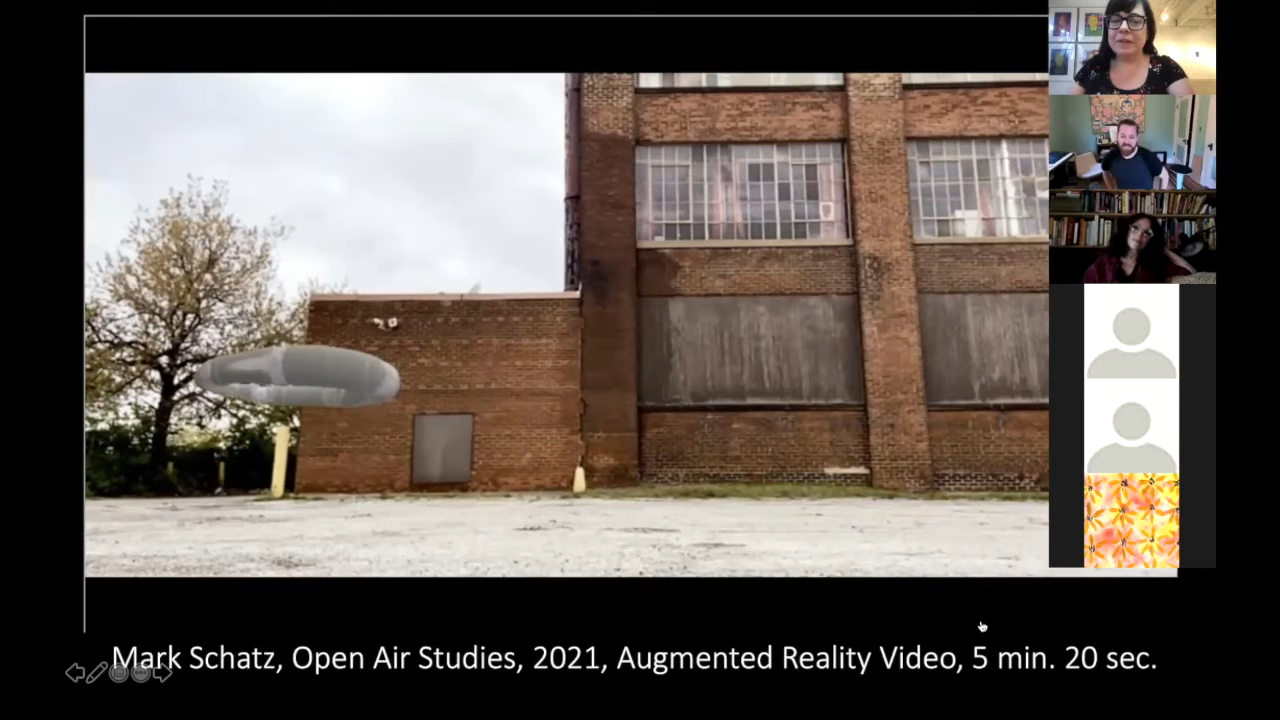 Mark Schatz, Open Air Studies, 2021, Augmented Reality Video, 5 min. 20 sec.